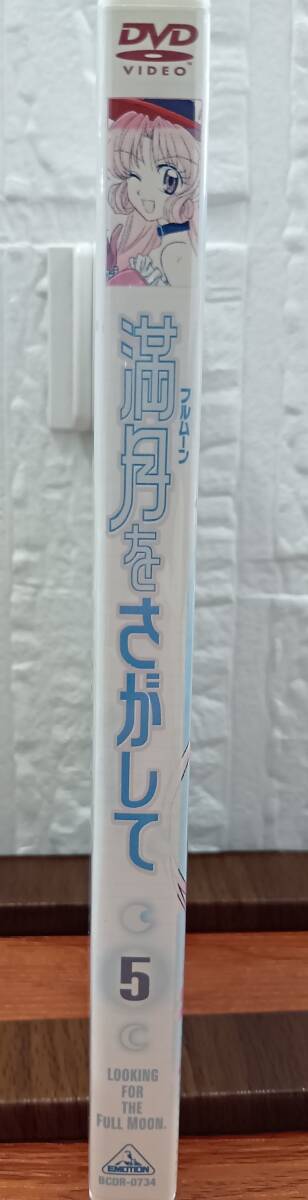 DVD
VIDEO™
満月をさがして
フルムーン
5
LOOKING
FOR
THE
FULL MOON.
EMOTION
BCDR-0734